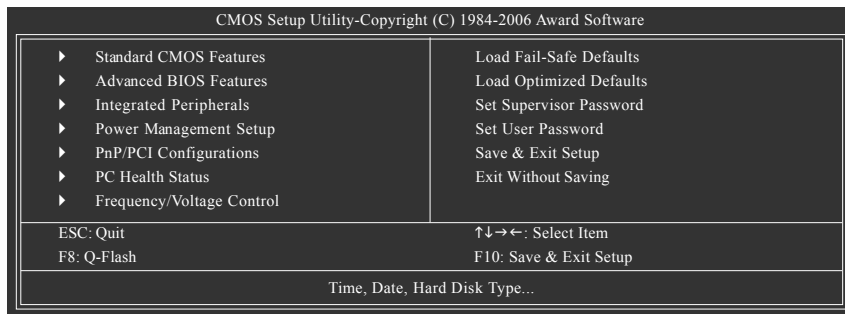 CMOS Setup Utility-Copyright (C) 1984-2006 Award Software
Standard CMOS Features
Advanced BIOS Features
Integrated Peripherals
Power Management Setup
PnP/PCI Configurations
PC Health Status
Frequency/Voltage Control
Load Fail-Safe Defaults
Load Optimized Defaults
Set Supervisor Password
Set User Password
Save & Exit Setup
Exit Without Saving
ESC: Quit
↑↓→←: Select Item
F8: Q-Flash
F10: Save & Exit Setup
Time, Date, Hard Disk Type...